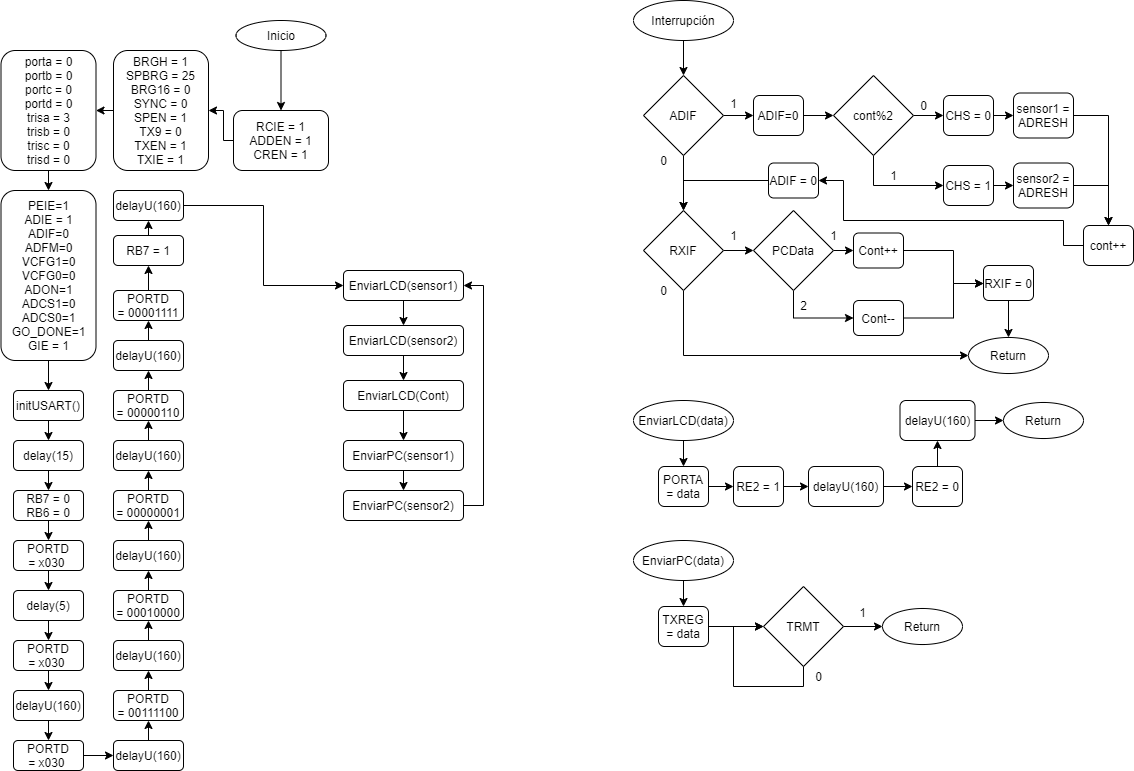 Inicio
RCIE = 1
ADDEN = 1
CREN = 1
BRGH = 1
SPBRG = 25
BRG16 = 0
SYNC = 0
SPEN = 1
TX9 = 0
TXEN = 1
TXIE = 1
porta = 0
portb = 0
portc = 0
portd = 0
trisa = 3
trisb = 0
trisc = 0
trisd = 0
PEIE=1
ADIE = 1
ADIF=0
ADFM=0
VCFG1=0
VCFG0=0
ADON=1
ADCS1=0
ADCS0=1
GO_DONE=1
GIE = 1
initUSART()
delay(15)
RB7 = 0
RB6 = 0
PORTD
= x030
delay(5)
PORTD
= x030
delayU(160)
PORTD
= x030
delayU(160)
PORTD
= 00111100
delayU(160)
PORTD
= 00010000
delayU(160)
PORTD
= 00000001
delayU(160)
PORTD
= 00000110
delayU(160)
PORTD
= 00001111
RB7 = 1
delayU(160)
EnviarLCD(sensor1)
EnviarLCD(sensor2)
EnviarLCD(Cont)
EnviarPC(sensor1)
EnviarPC(sensor2)
Interrupción
ADIF
1
0
ADIF=0
cont%2
0
1
CHS = 0
sensor1 =
ADRESH
CHS = 1
sensor2 =
ADRESH
cont++
ADIF = 0
RXIF
1
0
PCData
1
2
Cont++
Cont--
RXIF = 0
Return
EnviarLCD(data)
PORTA
= data
RE2 = 1
delayU(160)
RE2 = 0
delayU(160)
Return
EnviarPC(data)
TXREG
= data
TRMT
1
0
Return